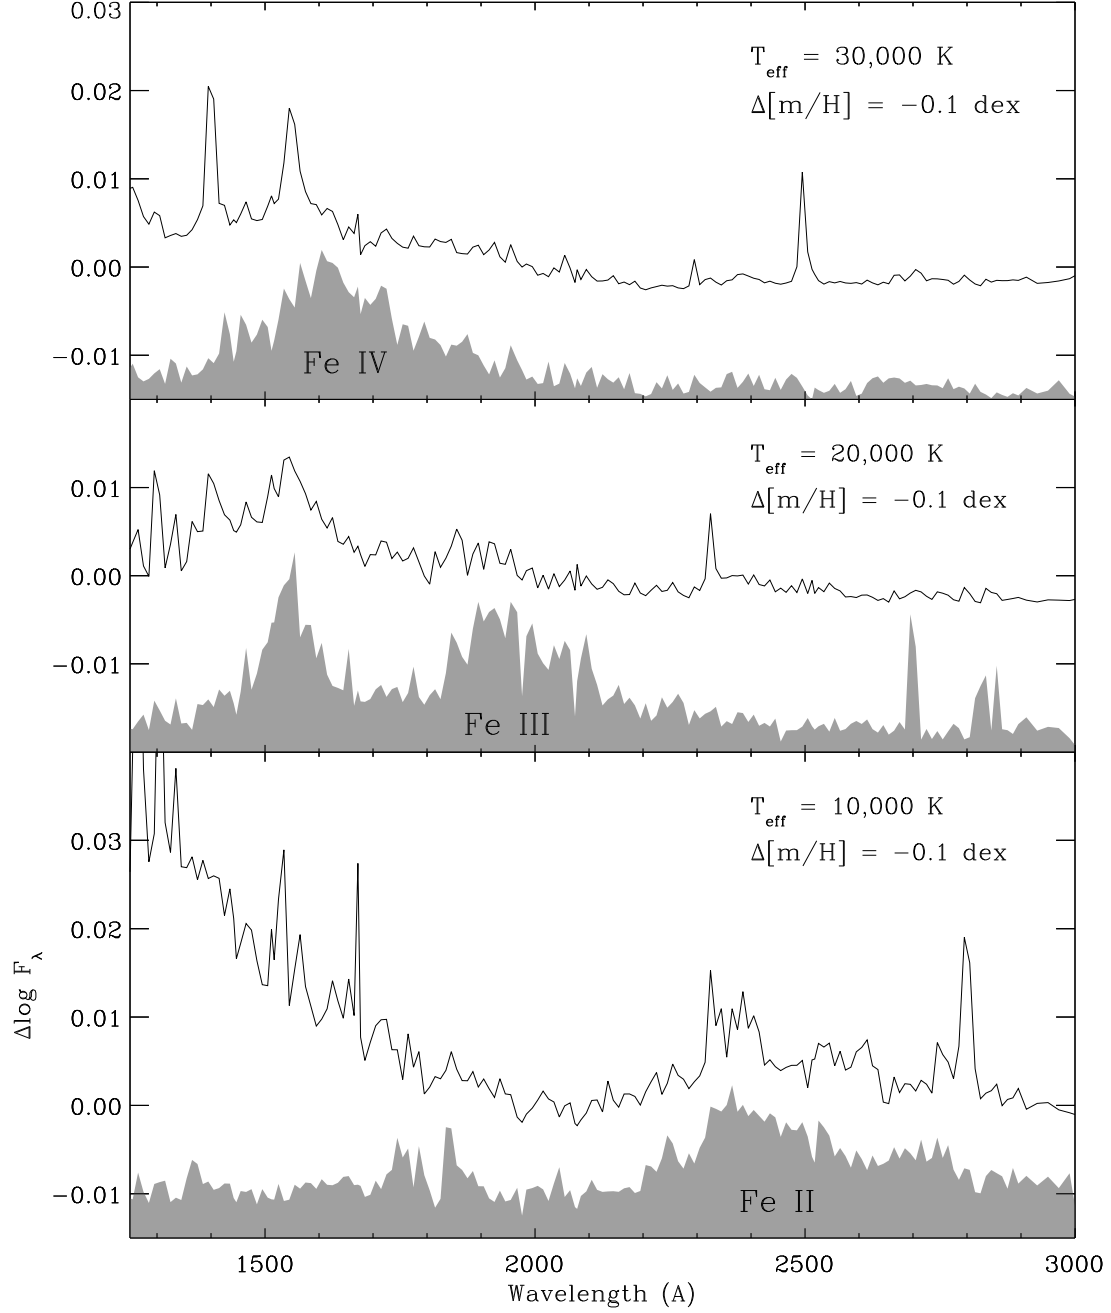 0.03
T_eff = 30,000 K
0.02
Δ[m/H] = −0.1 dex
0.01
0.00
−0.01
Fe IV
T_eff = 20,000 K
0.01
Δ[m/H] = −0.1 dex
0.00
−0.01
Fe III
T_eff = 10,000 K
0.03
Δ[m/H] = −0.1 dex
0.02
Δlog F_λ
0.01
0.00
−0.01
Fe II
1500 2000 2500 3000
Wavelength (A)